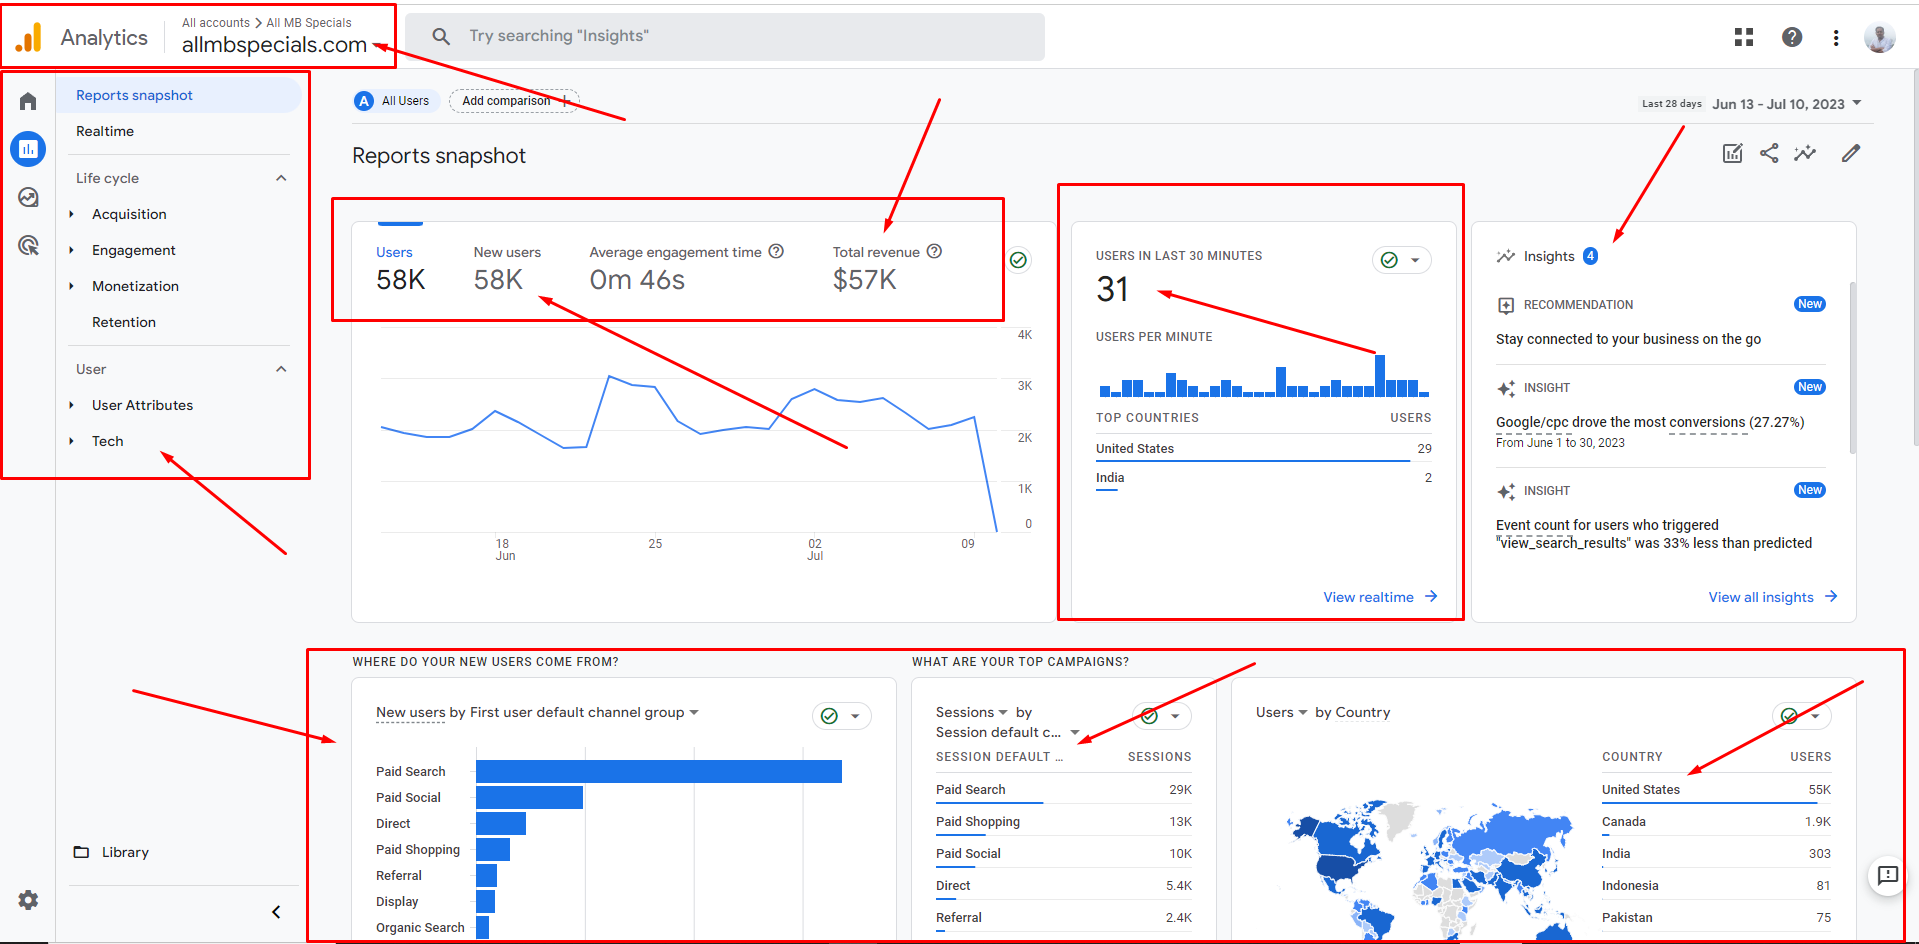 Analytics
All accounts > All MB Specials
allmbspecials.com
Try searching "Insights"
Reports snapshot
Realtime
Life cycle
Acquisition
Engagement
Monetization
Retention
User
User Attributes
Tech
Library
A All Users
Add comparison +
Last 28 days Jun 13 - Jul 10, 2023
Reports snapshot
Users
58K
New users
58K
Average engagement time
0m 46s
Total revenue
$57K
4K
3K
2K
1K
0
18
Jun
25
02
Jul
09
USERS IN LAST 30 MINUTES
31
USERS PER MINUTE
TOP COUNTRIES USERS
United States 29
India 2
View realtime
Insights 4
RECOMMENDATION New
Stay connected to your business on the go
INSIGHT New
Google/cpc drove the most conversions (27.27%)
From June 1 to 30, 2023
INSIGHT New
Event count for users who triggered
"view_search_results" was 33% less than predicted
View all insights
WHERE DO YOUR NEW USERS COME FROM?
New users by First user default channel group
Paid Search
Paid Social
Direct
Paid Shopping
Referral
Display
Organic Search
WHAT ARE YOUR TOP CAMPAIGNS?
Sessions by
Session default c...
SESSION DEFAULT ... SESSIONS
Paid Search 29K
Paid Shopping 13K
Paid Social 10K
Direct 5.4K
Referral 2.4K
Users by Country
COUNTRY USERS
United States 55K
Canada 1.9K
India 303
Indonesia 81
Pakistan 75